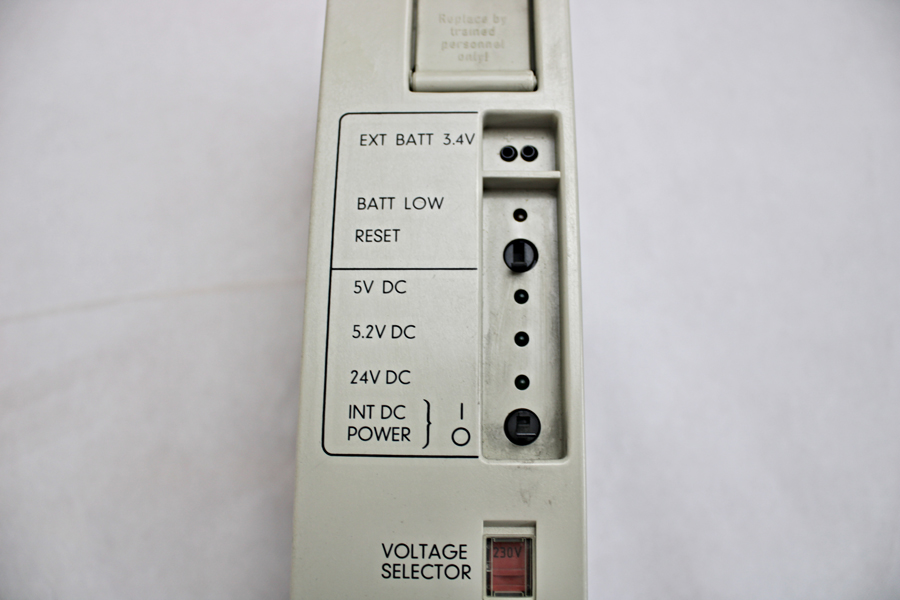 Replace by
trained
personnel
only!
EXT BATT 3.4V
BATT LOW
RESET
5V DC
5.2V DC
24V DC
INT DC
POWER
I
O
VOLTAGE
SELECTOR
230V